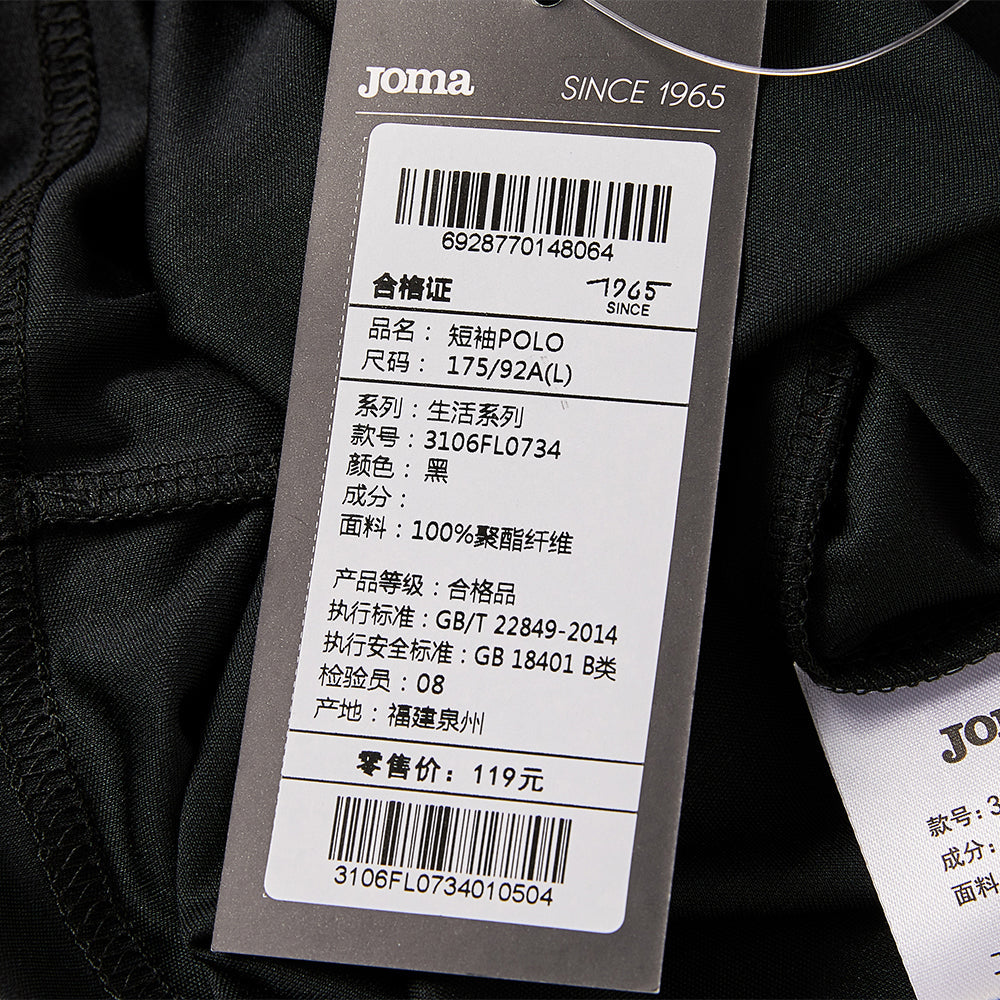 Joma SINCE 1965
6928770148064
合格证 1965 SINCE
品名： 短袖POLO
尺码： 175/92A(L)
系列：生活系列
款号：3106FL0734
颜色： 黑
成分：
面料：100%聚酯纤维
产品等级：合格品
执行标准：GB/T 22849-2014
执行安全标准：GB 18401 B类
检验员：08
产地：福建泉州
零售价：119元
3106FL0734010504
款号：3
成分：
面料